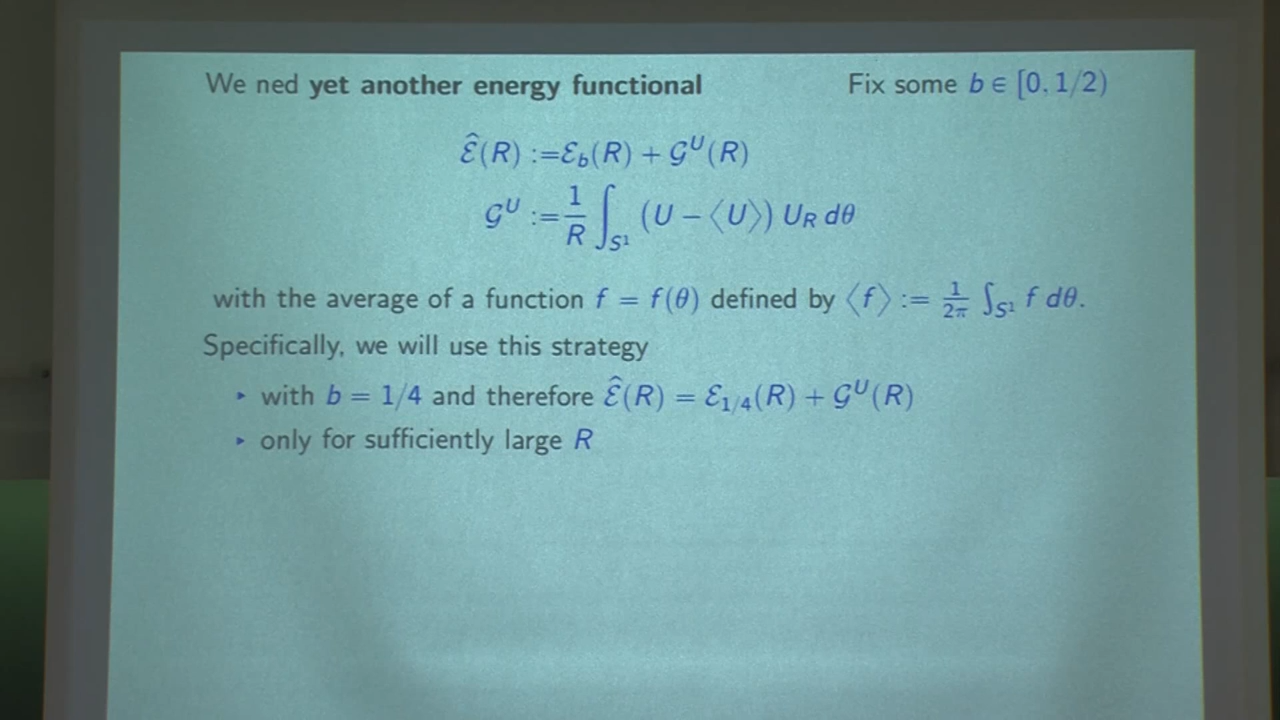 We ned yet another energy functional Fix some b ∈ [0, 1/2)
Ê(R) := ℰ_b(R) + 𝒢^U(R)
𝒢^U := 1/R ∫_{S¹} (U − ⟨U⟩) U_R dθ
with the average of a function f = f(θ) defined by ⟨f⟩ := 1/2π ∫_{S¹} f dθ.
Specifically, we will use this strategy
▸ with b = 1/4 and therefore Ê(R) = ℰ_{1/4}(R) + 𝒢^U(R)
▸ only for sufficiently large R